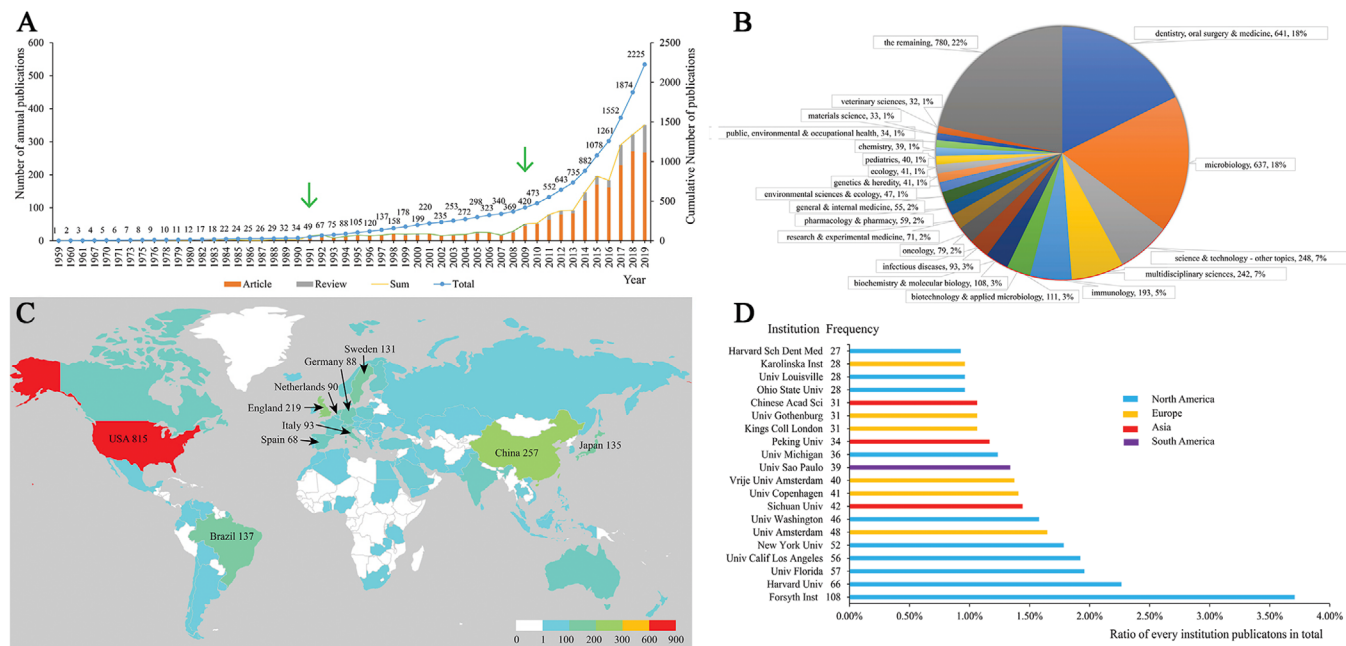 A
Number of annual publications
600
500
400
300
200
100
0
1 2 3 4 5 6 7 8 9 10 11 12 17 18 22 24 25 26 29 32 34 49 67 75 88 105 120 137 158 178 199 220 235 253 272 298 323 340 369 420 473 552 643 735 882 1078 1261 1552 1874 2225
2500
2000
1500
1000
500
0
Cumulative Number of publications
1959 1960 1961 1967 1970 1971 1973 1975 1976 1978 1979 1981 1982 1983 1984 1985 1986 1987 1988 1989 1990 1991 1992 1993 1994 1995 1996 1997 1998 1999 2000 2001 2002 2003 2004 2005 2006 2007 2008 2009 2010 2011 2012 2013 2014 2015 2016 2017 2018 2019
Year
Article Review Sum Total
B
dentistry, oral surgery & medicine, 641, 18%
microbiology, 637, 18%
science & technology - other topics, 248, 7%
multidisciplinary sciences, 242, 7%
immunology, 193, 5%
biotechnology & applied microbiology, 111, 3%
biochemistry & molecular biology, 108, 3%
infectious diseases, 93, 3%
oncology, 79, 2%
research & experimental medicine, 71, 2%
pharmacology & pharmacy, 59, 2%
general & internal medicine, 55, 2%
environmental sciences & ecology, 47, 1%
genetics & heredity, 41, 1%
ecology, 41, 1%
pediatrics, 40, 1%
chemistry, 39, 1%
public, environmental & occupational health, 34, 1%
materials science, 33, 1%
veterinary sciences, 32, 1%
the remaining, 780, 22%
C
Sweden 131
Germany 88
Netherlands 90
England 219
Italy 93
Spain 68
USA 815
China 257
Japan 135
Brazil 137
0 1 100 200 300 600 900
D
Institution Frequency
Harvard Sch Dent Med 27
Karolinska Inst 28
Univ Louisville 28
Ohio State Univ 28
Chinese Acad Sci 31
Univ Gothenburg 31
Kings Coll London 31
Peking Univ 34
Univ Michigan 36
Univ Sao Paulo 39
Vrije Univ Amsterdam 40
Univ Copenhagen 41
Sichuan Univ 42
Univ Washington 46
Univ Amsterdam 48
New York Univ 52
Univ Calif Los Angeles 56
Univ Florida 57
Harvard Univ 66
Forsyth Inst 108
North America
Europe
Asia
South America
0.00% 0.50% 1.00% 1.50% 2.00% 2.50% 3.00% 3.50% 4.00%
Ratio of every institution publicatons in total